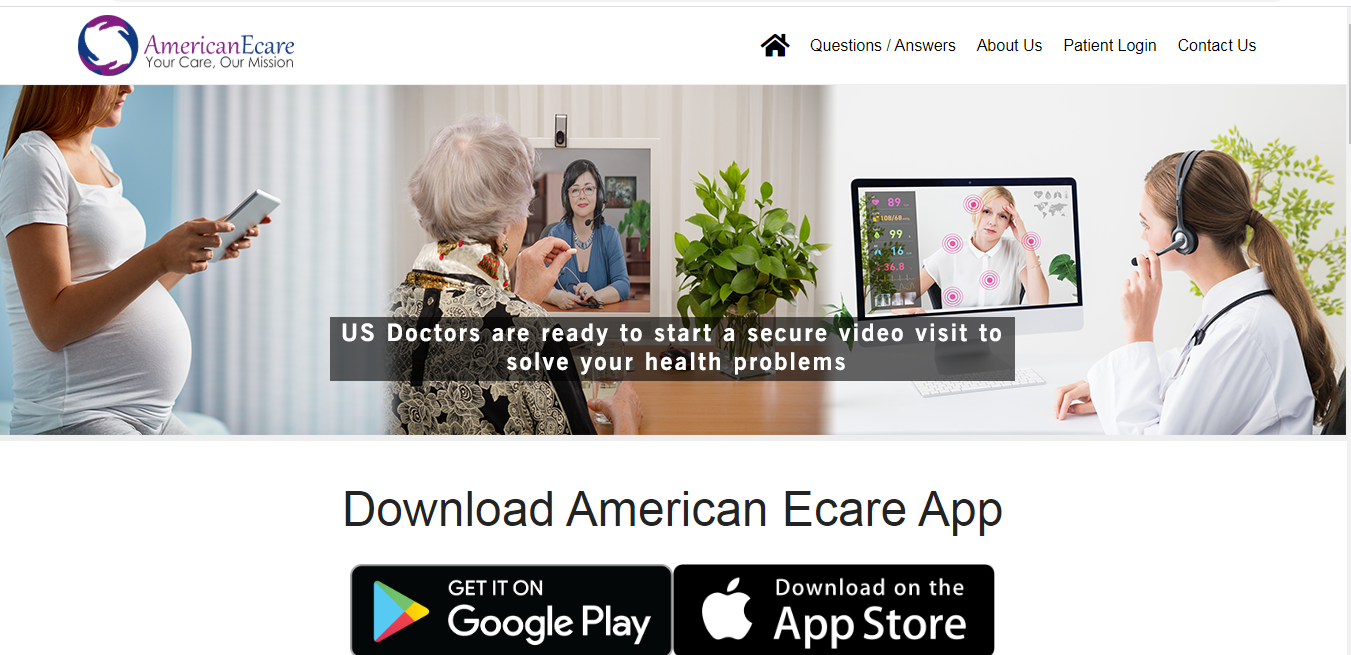 AmericanEcare
Your Care, Our Mission
Questions / Answers
About Us
Patient Login
Contact Us
89
108/68
99
16
36.8
US Doctors are ready to start a secure video visit to
solve your health problems
Download American Ecare App
GET IT ON
Google Play
Download on the
App Store